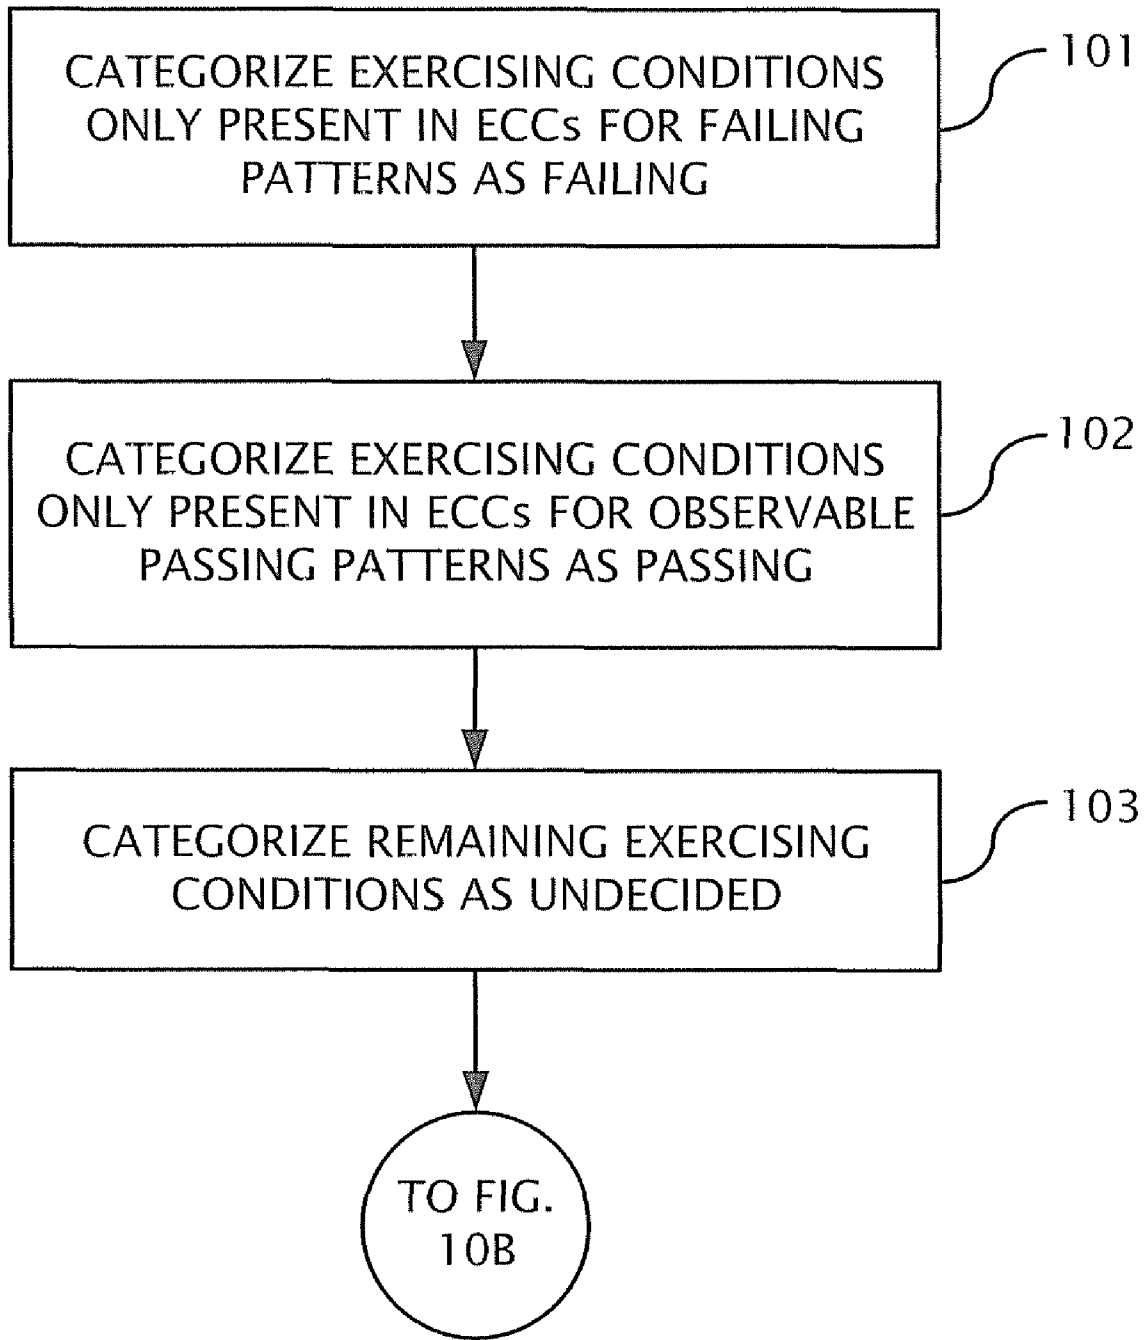 CATEGORIZE EXERCISING CONDITIONS
ONLY PRESENT IN ECCs FOR FAILING
PATTERNS AS FAILING
101
CATEGORIZE EXERCISING CONDITIONS
ONLY PRESENT IN ECCs FOR OBSERVABLE
PASSING PATTERNS AS PASSING
102
CATEGORIZE REMAINING EXERCISING
CONDITIONS AS UNDECIDED
103
TO FIG.
10B